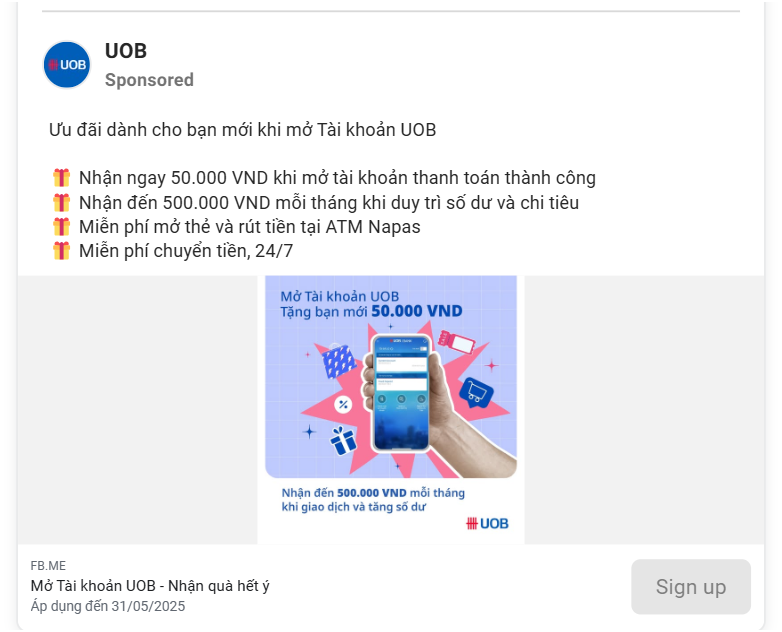 UOB
UOB
Sponsored
Ưu đãi dành cho bạn mới khi mở Tài khoản UOB
Nhận ngay 50.000 VND khi mở tài khoản thanh toán thành công
Nhận đến 500.000 VND mỗi tháng khi duy trì số dư và chi tiêu
Miễn phí mở thẻ và rút tiền tại ATM Napas
Miễn phí chuyển tiền, 24/7
Mở Tài khoản UOB
Tặng bạn mới 50.000 VND
%
Nhận đến 500.000 VND mỗi tháng
khi giao dịch và tăng số dư
UOB
FB.ME
Mở Tài khoản UOB - Nhận quà hết ý
Áp dụng đến 31/05/2025
Sign up